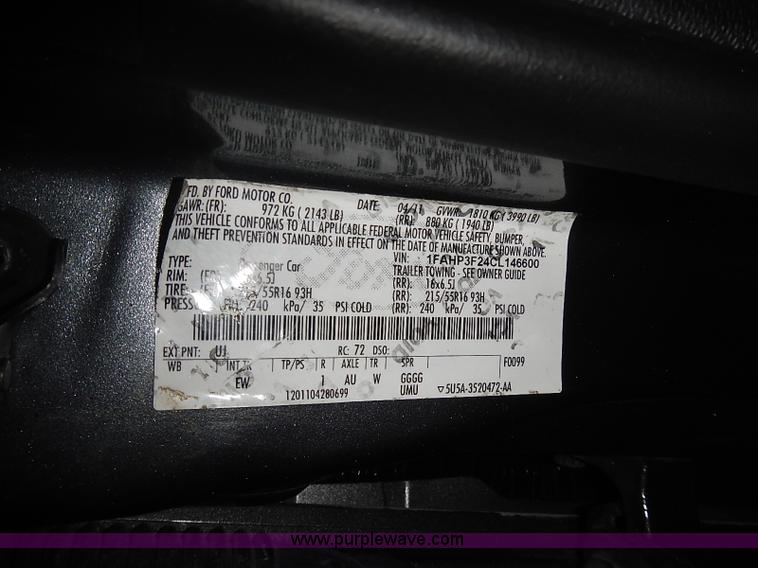 FD. BY FORD MOTOR CO.
DATE: 04/11 GVWR: 1810 KG ( 3990 LB)
GAWR: (FR): 972 KG ( 2143 LB) (RR): 880 KG ( 1940 LB)
THIS VEHICLE CONFORMS TO ALL APPLICABLE FEDERAL MOTOR VEHICLE SAFETY, BUMPER,
AND THEFT PREVENTION STANDARDS IN EFFECT ON THE DATE OF MANUFACTURE SHOWN ABOVE.
VIN: 1FAHP3F24CL146600
TYPE: Car TRAILER TOWING - SEE OWNER GUIDE
RIM: 6.5J (RR): 16x6.5J
TIRE: 55R16 93H (RR): 215/55R16 93H
240 kPa/ 35 PSI COLD (RR): 240 kPa/ 35 PSI COLD
EXT PNT: UJ RC: 72 DSO: F0099
WB INT TR TP/PS R AXLE TR SPR
EW I AU W GGGG
1201104280699 UMU ▽5U5A-3520472-AA
www.purplewave.com